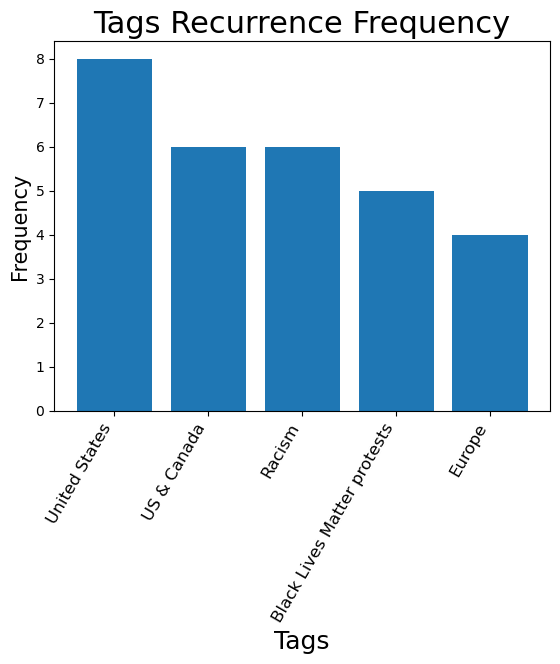 Tags Recurrence Frequency
Frequency
8
7
6
5
4
3
2
1
0
United States
US & Canada
Racism
Black Lives Matter protests
Europe
Tags